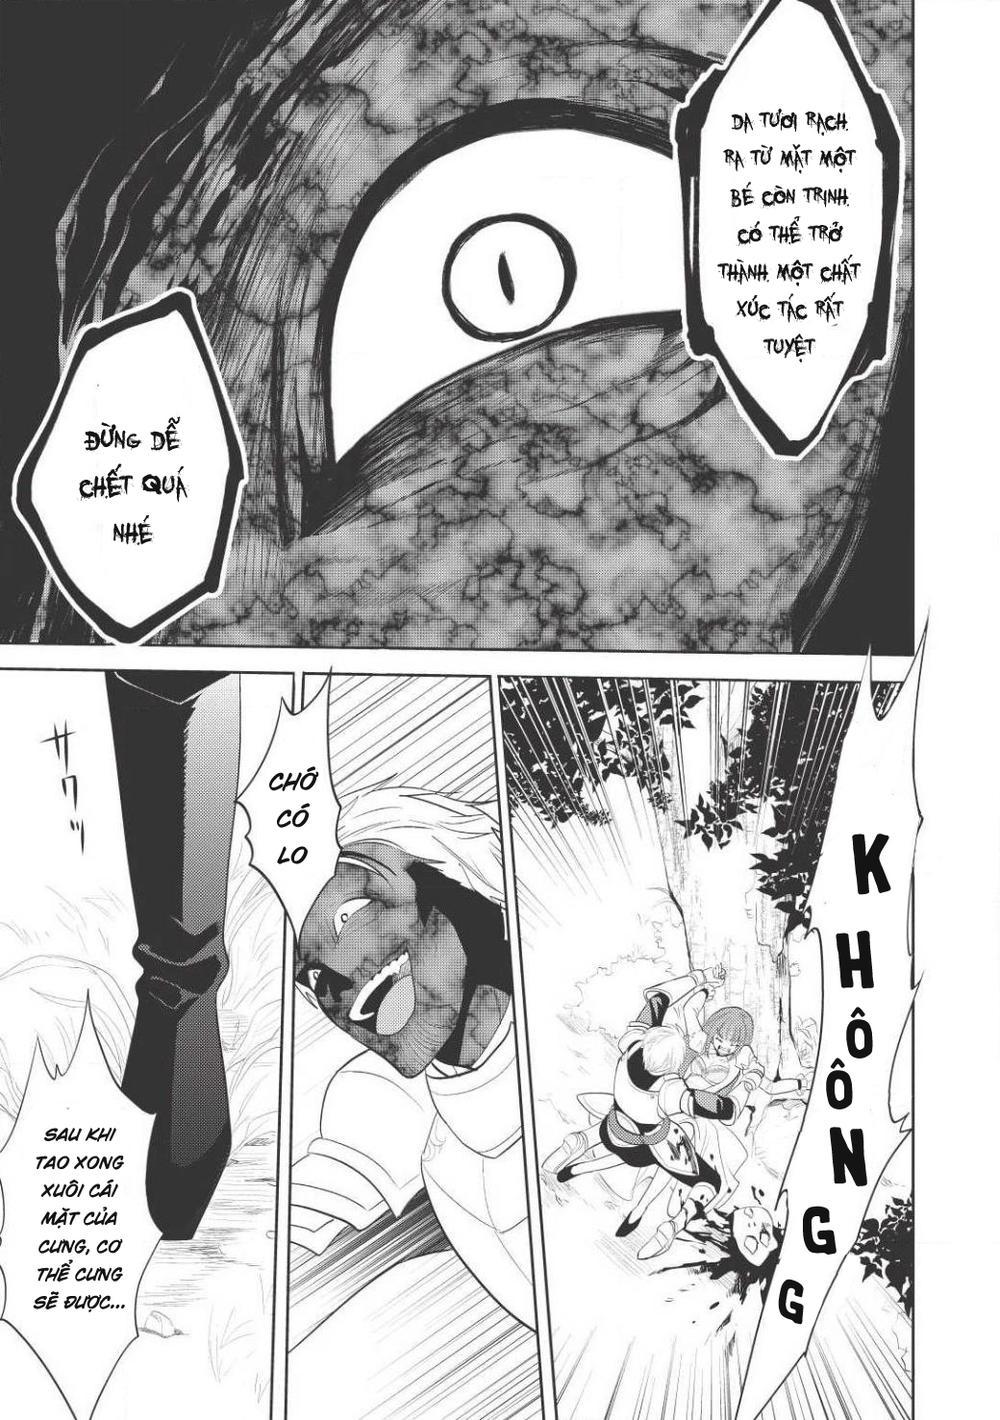 DA TƯƠI RẠCH
RA TỪ MẶT MỘT
BÉ CÒN TRINH
CÓ THỂ TRỞ
THÀNH MỘT CHẤT
XÚC TÁC RẤT
TUYỆT
ĐỪNG DỄ
CHẾT QUÁ
NHÉ
KHÔÔNGG
CHỚ
CÓ
LO
ザワッ
SAU KHI
TAO XONG
XUÔI CÁI
MẶT CỦA
CƯNG, CƠ
THỂ CƯNG
SẼ ĐƯỢC...